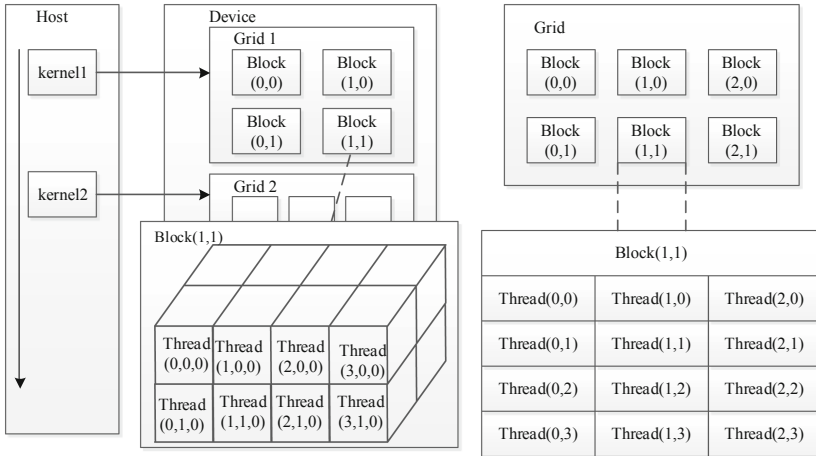 Host
Device
Grid 1
kernel1
Block
(0,0)
Block
(1,0)
Block
(0,1)
Block
(1,1)
kernel2
Grid 2
Block(1,1)
Thread
(0,0,0)
Thread
(1,0,0)
Thread
(2,0,0)
Thread
(3,0,0)
Thread
(0,1,0)
Thread
(1,1,0)
Thread
(2,1,0)
Thread
(3,1,0)
Grid
Block
(0,0)
Block
(1,0)
Block
(2,0)
Block
(0,1)
Block
(1,1)
Block
(2,1)
Block(1,1)
Thread(0,0) Thread(1,0) Thread(2,0)
Thread(0,1) Thread(1,1) Thread(2,1)
Thread(0,2) Thread(1,2) Thread(2,2)
Thread(0,3) Thread(1,3) Thread(2,3)